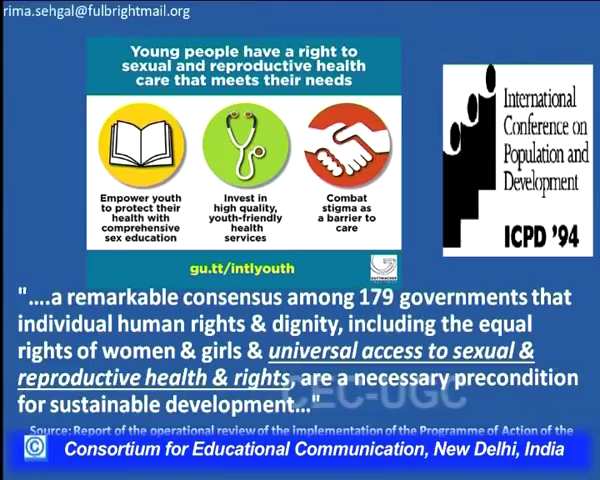 rima.sehgal@fulbrightmail.org
Young people have a right to
sexual and reproductive health
care that meets their needs
Empower youth
to protect their
health with
comprehensive
sex education
Invest in
high quality,
youth-friendly
health
services
Combat
stigma as
a barrier to
care
gu.tt/intlyouth
GUTTMACHER
International
Conference on
Population and
Development
ICPD '94
"....a remarkable consensus among 179 governments that
individual human rights & dignity, including the equal
rights of women & girls & universal access to sexual &
reproductive health & rights, are a necessary precondition
for sustainable development..."
CEC-UGC
Source: Report of the operational review of the implementation of the Programme of Action of the
© Consortium for Educational Communication, New Delhi, India